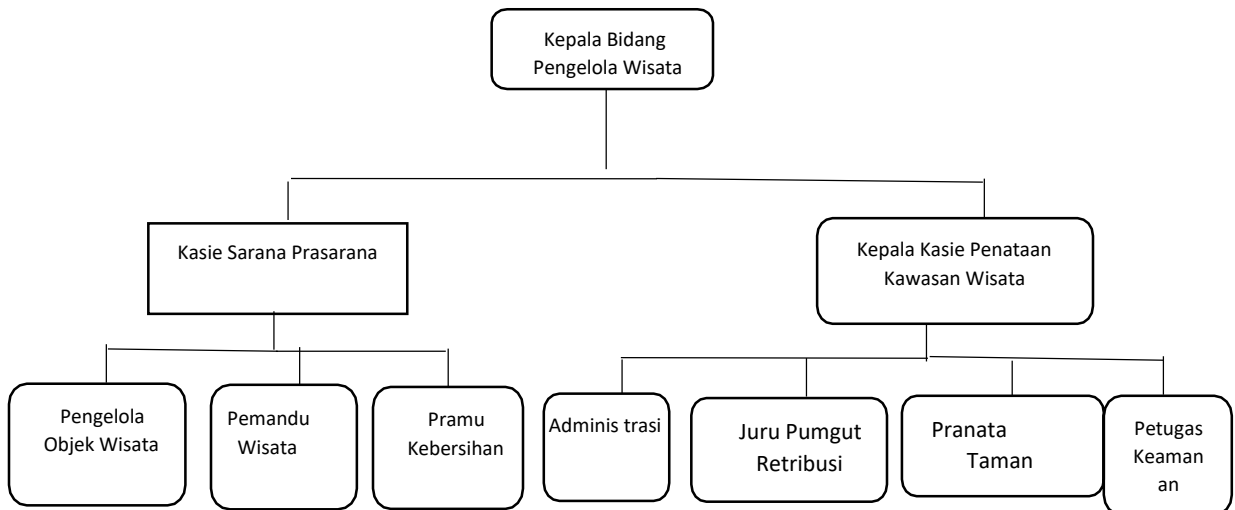 Kepala Bidang
Pengelola Wisata
Kasie Sarana Prasarana
Kepala Kasie Penataan
Kawasan Wisata
Pengelola
Objek Wisata
Pemandu
Wisata
Pramu
Kebersihan
Adminis trasi
Juru Pumgut
Retribusi
Pranata
Taman
Petugas
Keaman
an